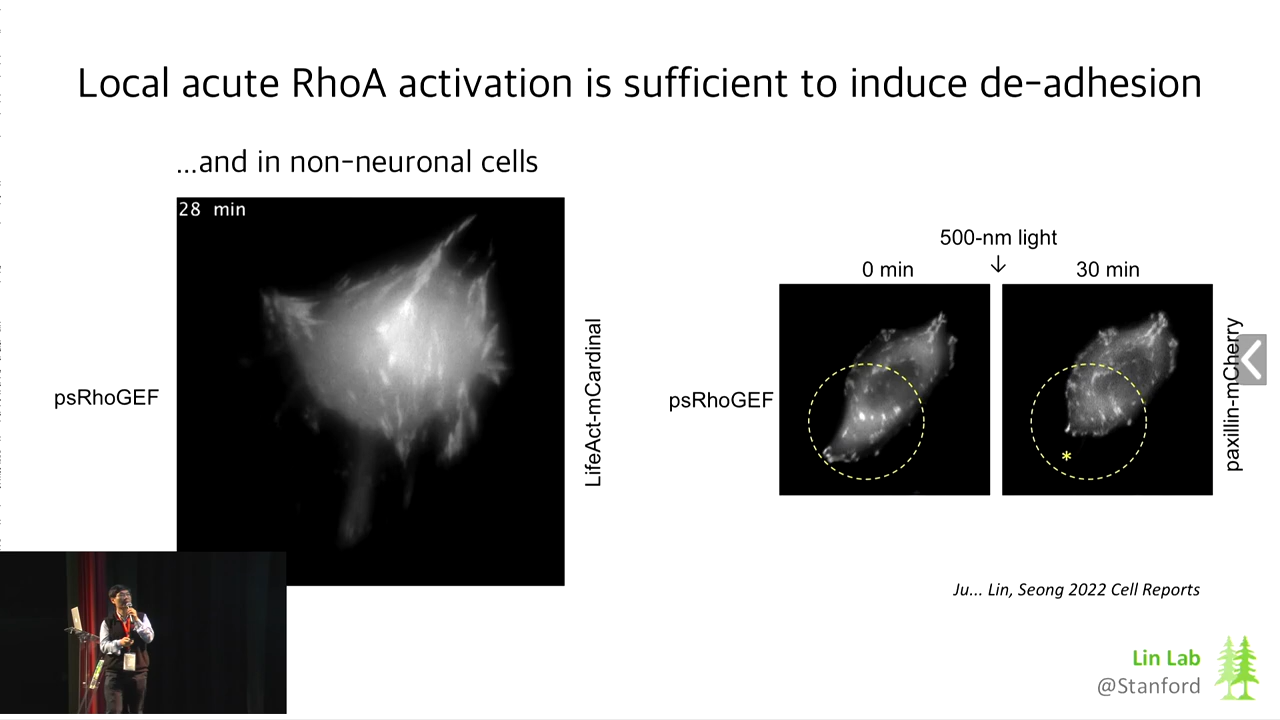 Local acute RhoA activation is sufficient to induce de-adhesion
...and in non-neuronal cells
28 min
psRhoGEF
LifeAct-mCardinal
500-nm light
0 min
30 min
psRhoGEF
*
paxillin-mCherry
Ju... Lin, Seong 2022 Cell Reports
Lin Lab
@Stanford